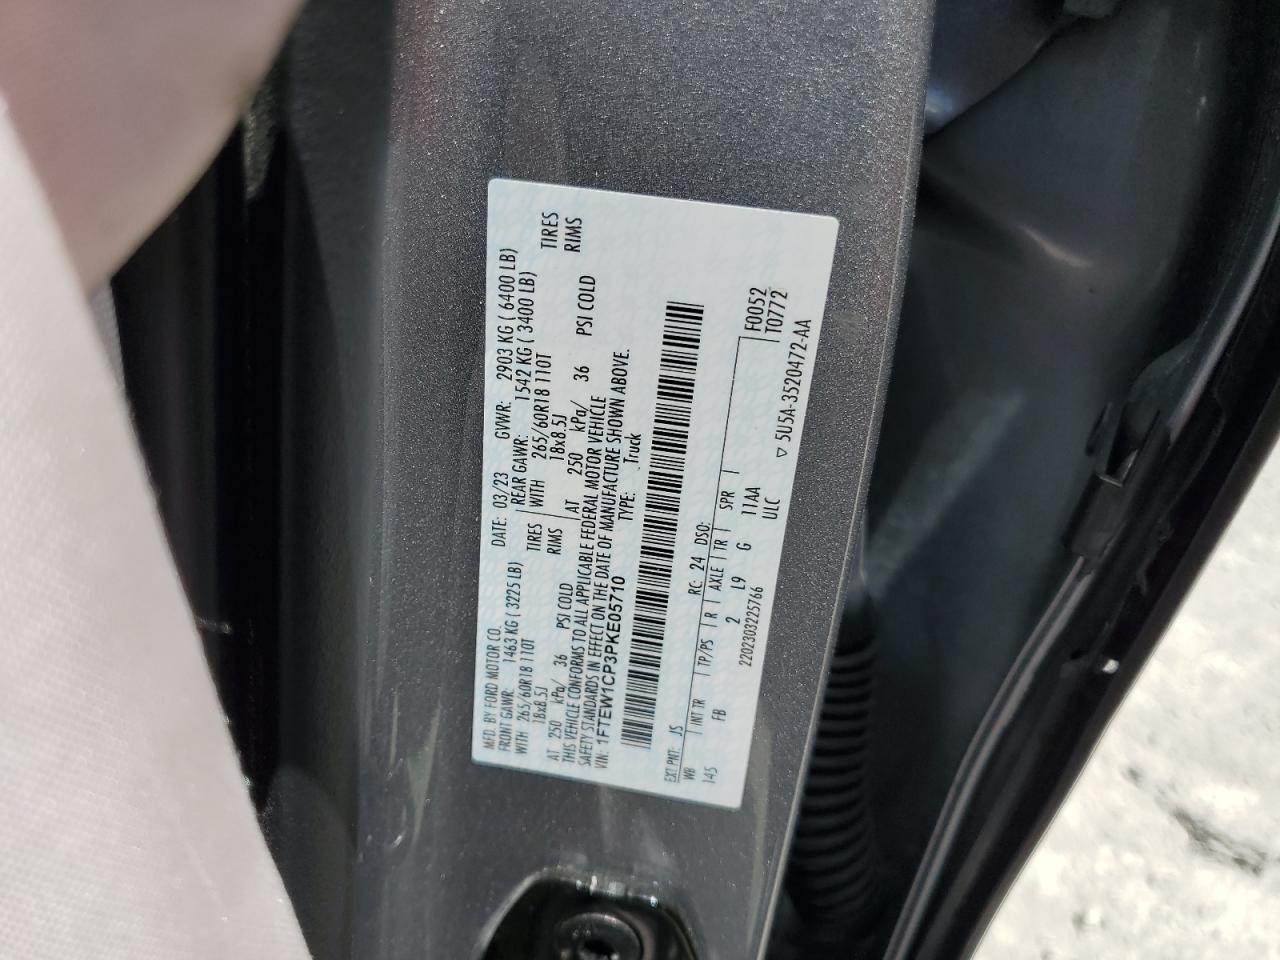 MFD. BY FORD MOTOR CO. DATE: 03/23 GVWR: 2903 KG ( 6400 LB)
FRONT GAWR: 1463 KG ( 3225 LB) REAR GAWR: 1542 KG ( 3400 LB)
WITH 265/60R18 110T TIRES WITH 265/60R18 110T TIRES
18x8.5J RIMS 18x8.5J RIMS
AT 250 kPa/ 36 PSI COLD AT 250 kPa/ 36 PSI COLD
THIS VEHICLE CONFORMS TO ALL APPLICABLE FEDERAL MOTOR VEHICLE
SAFETY STANDARDS IN EFFECT ON THE DATE OF MANUFACTURE SHOWN ABOVE.
VIN: 1FTEW1CP3PKE05710 TYPE: Truck
F0052
T0772
EXT PNT: JS RC: 24 DSO:
WB INT TR TP/PS R AXLE TR SPR
145 FB 2 L9 G 11AA
ULC
2202303225766 ▽ 5U5A-3520472-AA